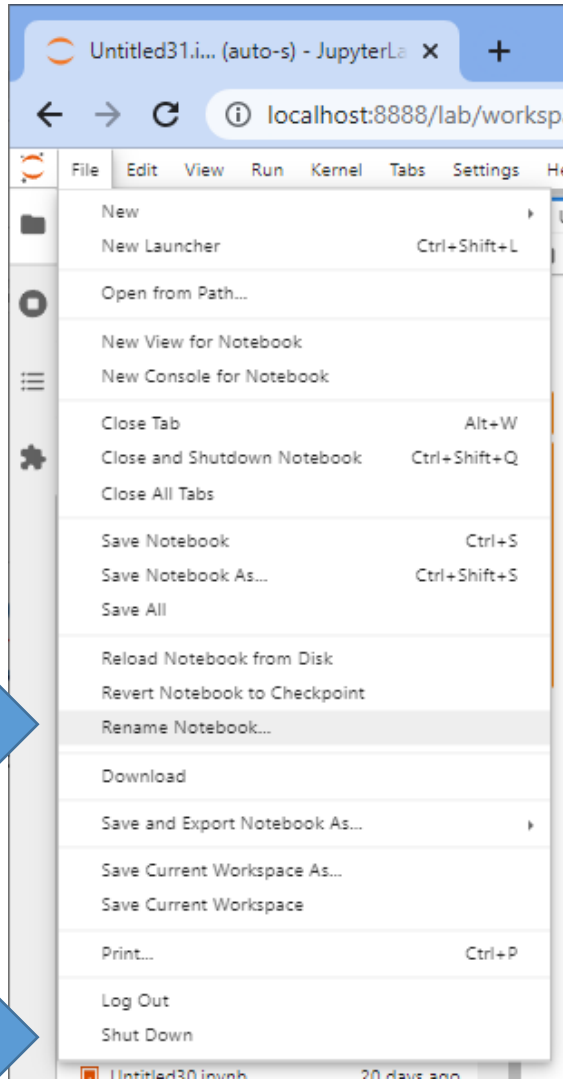 Untitled31.i... (auto-s) - JupyterLa
localhost:8888/lab/worksp
File Edit View Run Kernel Tabs Settings
New
New Launcher Ctrl+Shift+L
Open from Path...
New View for Notebook
New Console for Notebook
Close Tab Alt+W
Close and Shutdown Notebook Ctrl+Shift+Q
Close All Tabs
Save Notebook Ctrl+S
Save Notebook As... Ctrl+Shift+S
Save All
Reload Notebook from Disk
Revert Notebook to Checkpoint
Rename Notebook...
Download
Save and Export Notebook As...
Save Current Workspace As...
Save Current Workspace
Print... Ctrl+P
Log Out
Shut Down
Untitled30.ipynb 20 days ago